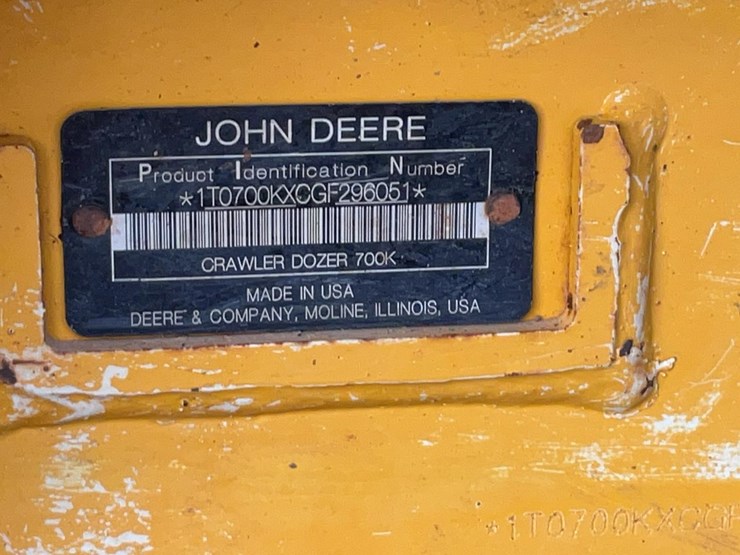 JOHN DEERE
Product Identification Number
*1T0700KXCGF296051*
CRAWLER DOZER 700K
MADE IN USA
DEERE & COMPANY, MOLINE, ILLINOIS, USA
*1T0700KXCGF